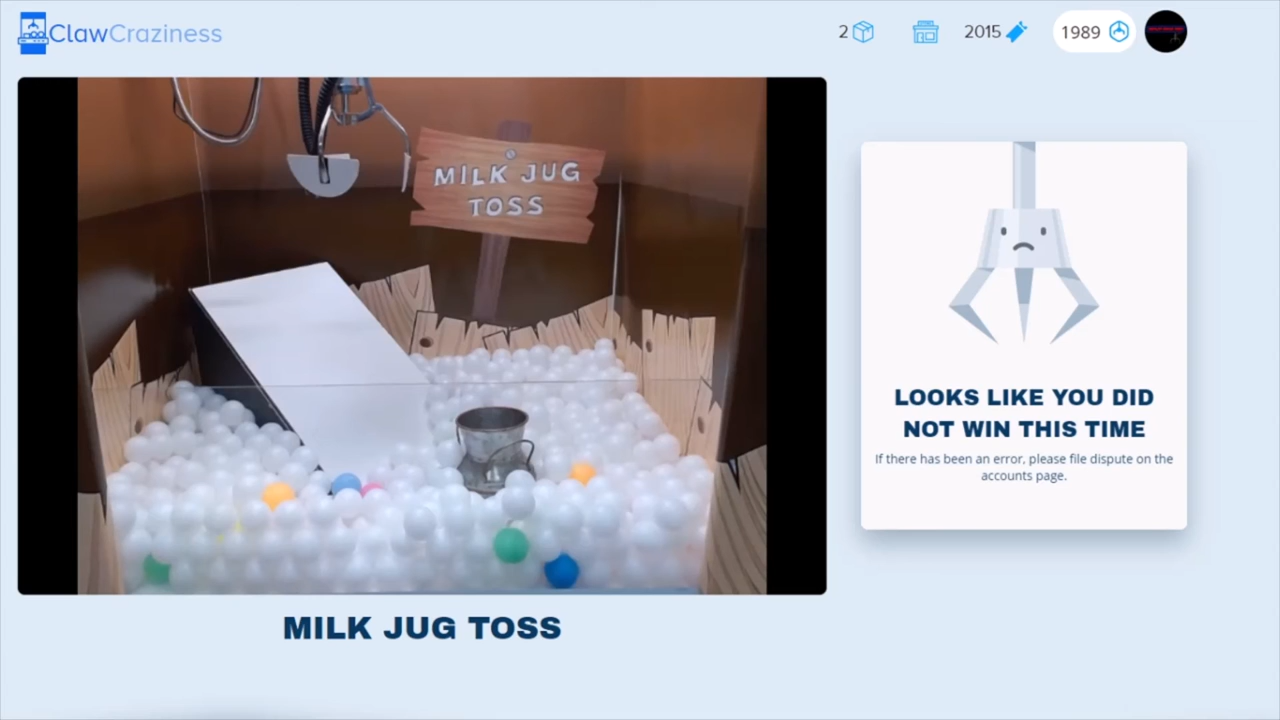 ClawCraziness
2
2015
1989
MILK JUG
TOSS
LOOKS LIKE YOU DID
NOT WIN THIS TIME
If there has been an error, please file dispute on the
accounts page.
MILK JUG TOSS